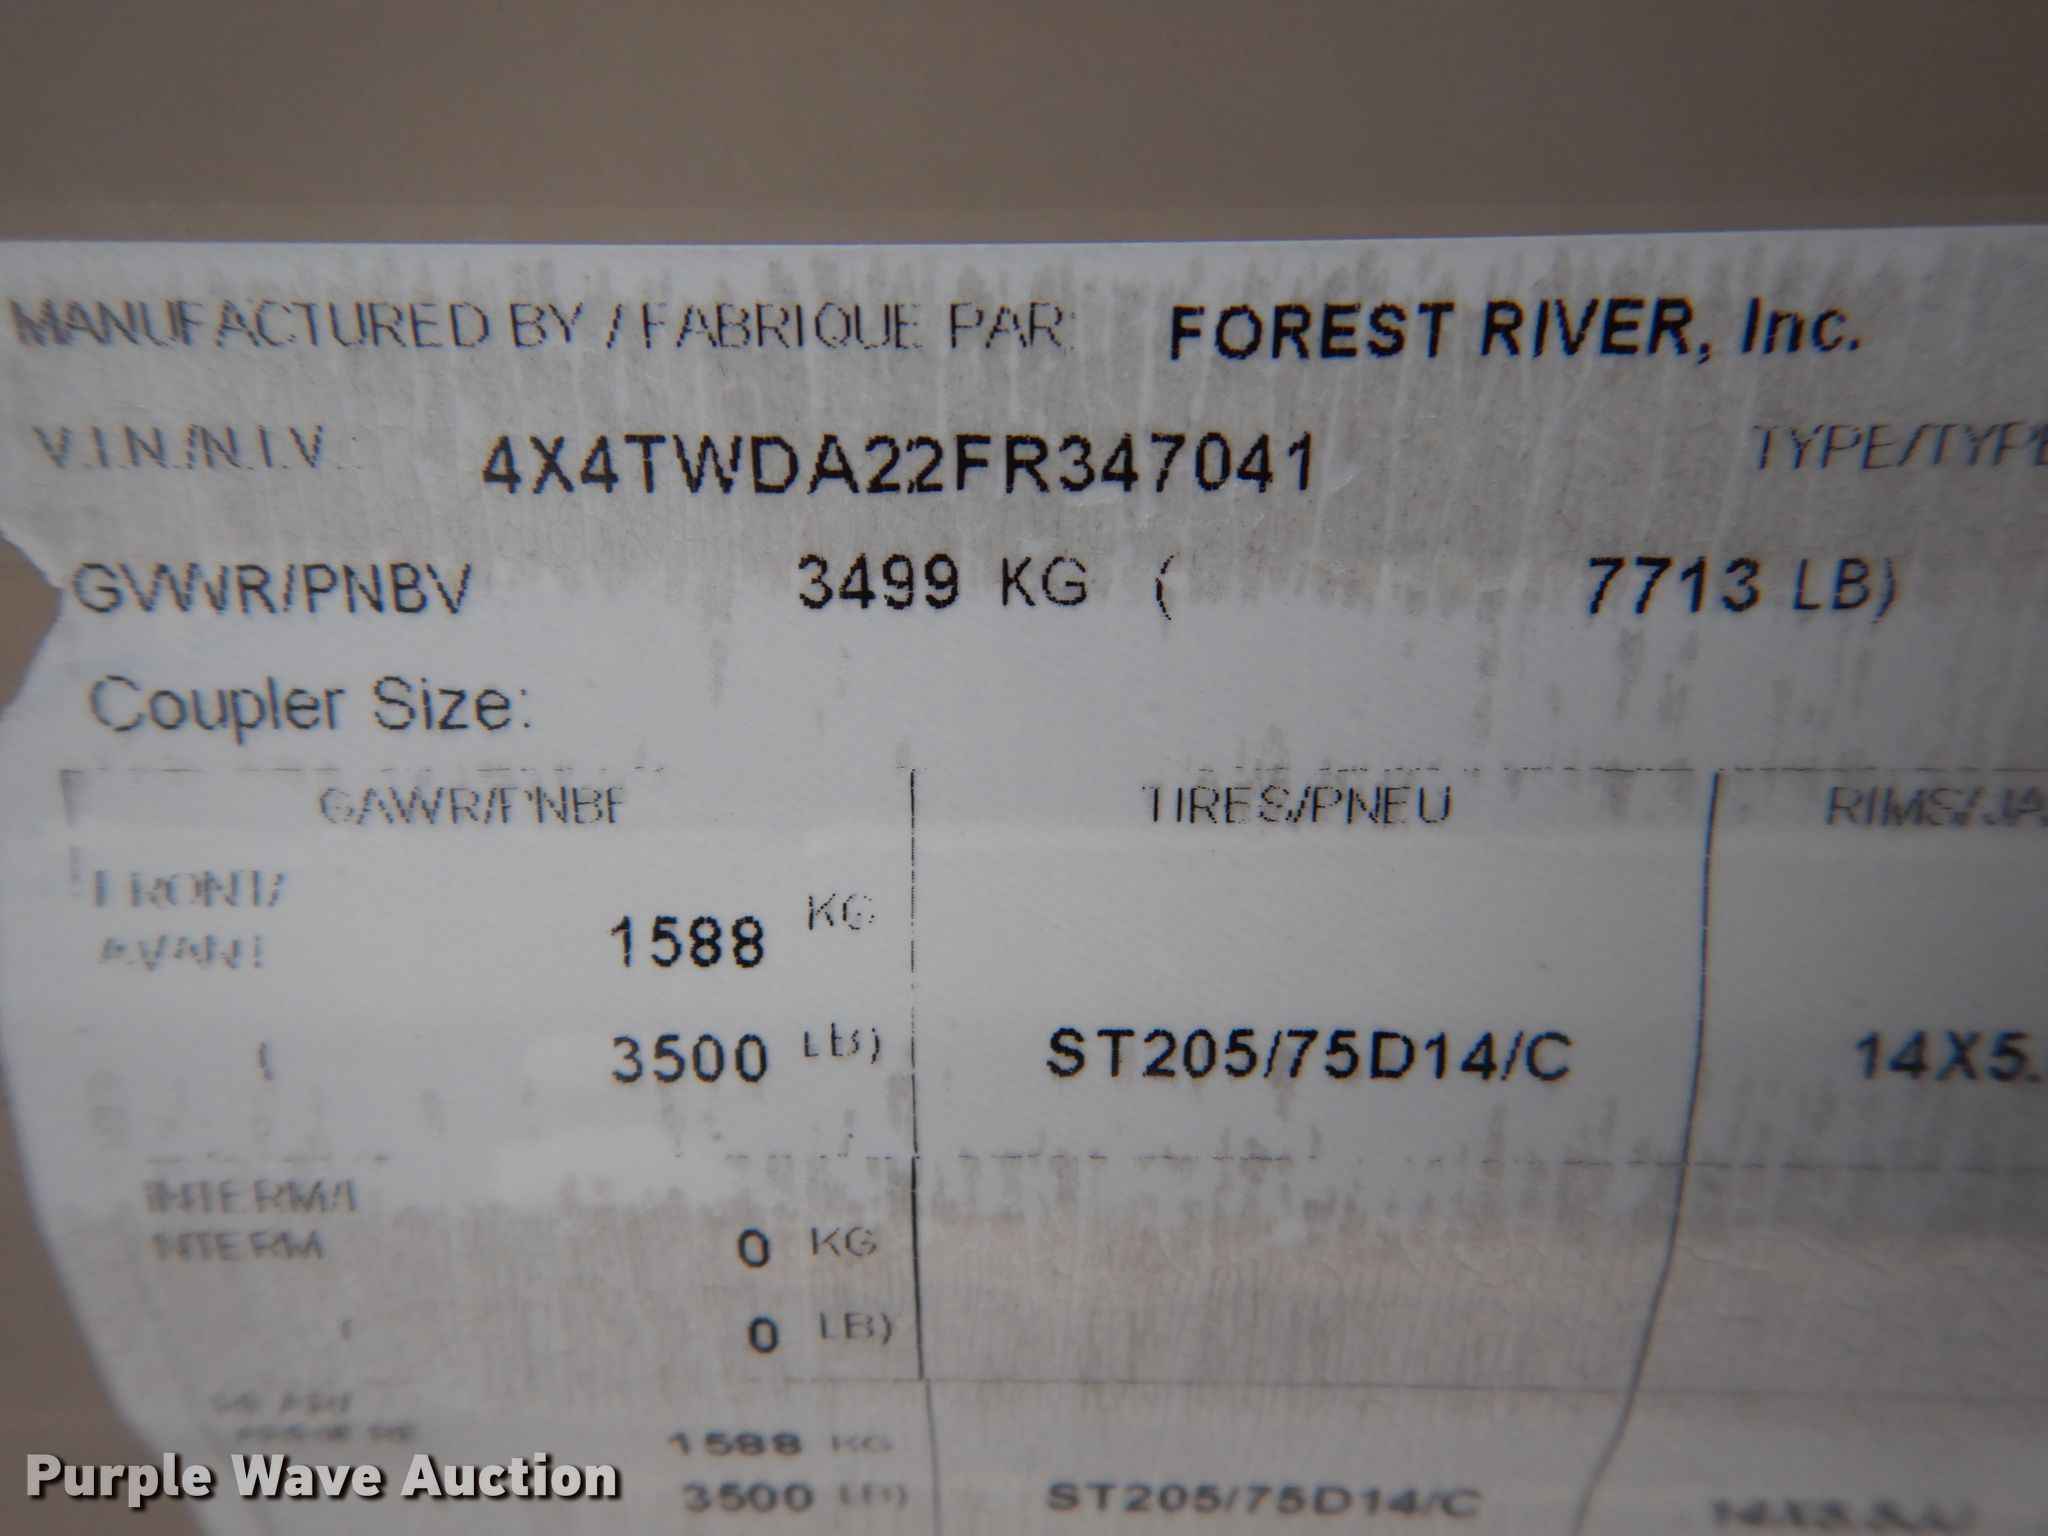 MANUFACTURED BY / FABRIQUE PAR: FOREST RIVER, Inc.
V.I.N./N.I.V.: 4X4TWDA22FR347041 TYPE/TYPE
GVWR/PNBV 3499 KG ( 7713 LB)
Coupler Size:
GAWR/PNBE TIRES/PNEU RIMS/JA
FRONT/
AVANT 1588 KG
( 3500 LB) ST205/75D14/C 14X5.
INTERM/I
INTERM 0 KG
( 0 LB)
1588 KG
3500 LB) ST205/75D14/C
Purple Wave Auction